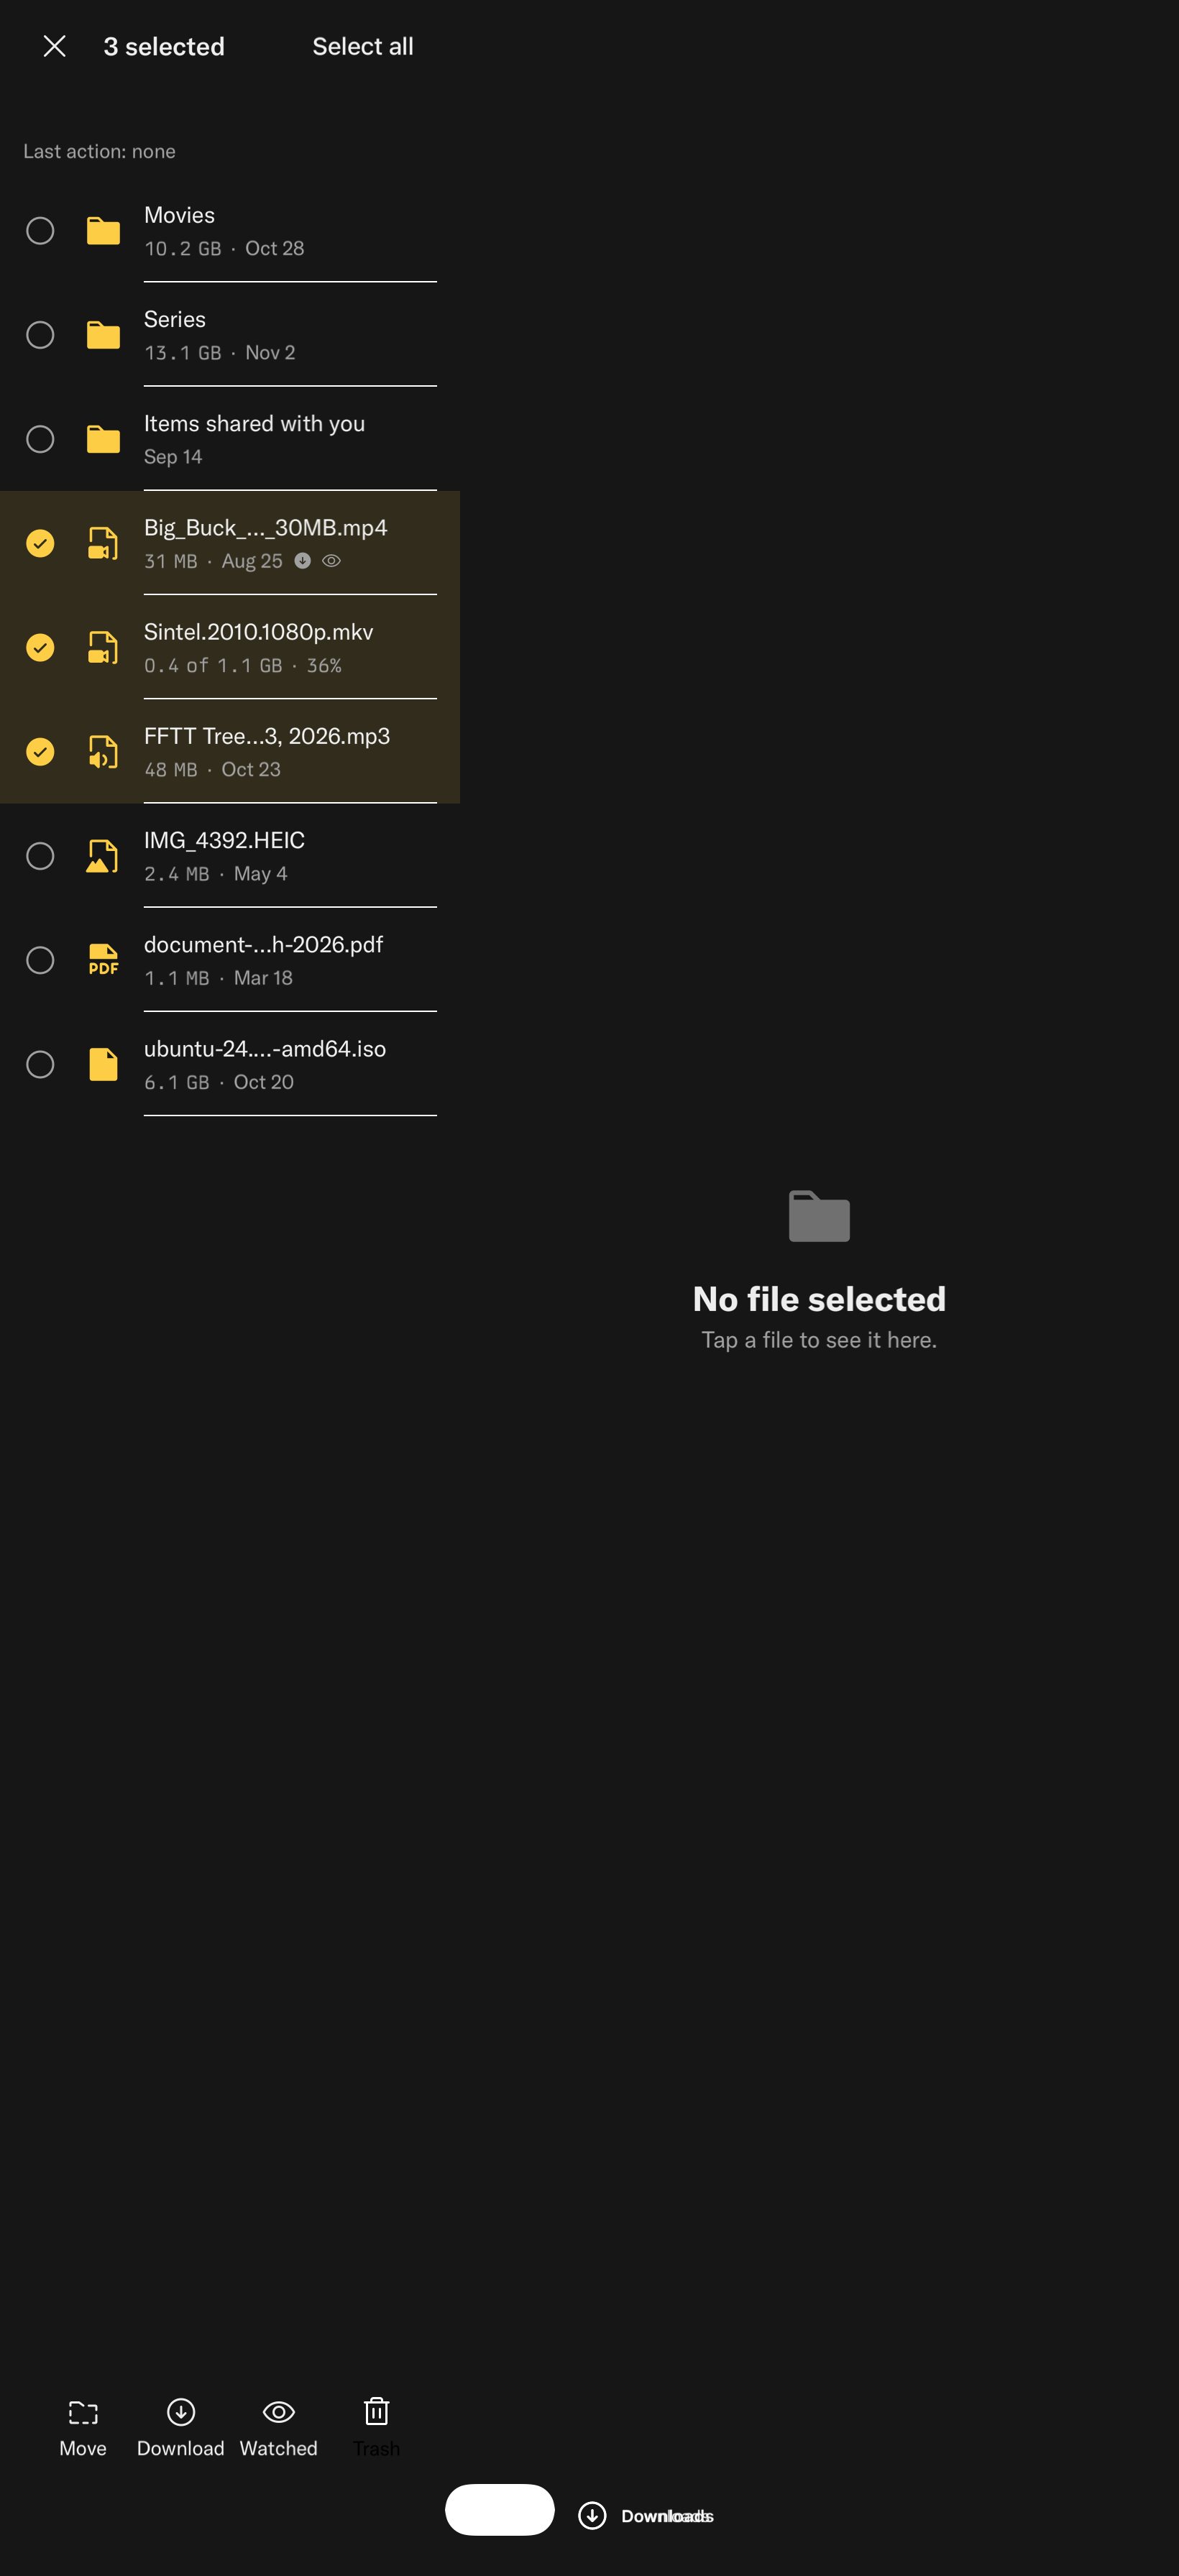 3 selected
Select all
Last action: none
Movies
10.2 GB · Oct 28
Series
13.1 GB · Nov 2
Items shared with you
Sep 14
Big_Buck_..._30MB.mp4
31 MB · Aug 25
Sintel.2010.1080p.mkv
0.4 of 1.1 GB · 36%
FFTT Tree...3, 2026.mp3
48 MB · Oct 23
IMG_4392.HEIC
2.4 MB · May 4
document-...h-2026.pdf
PDF
1.1 MB · Mar 18
ubuntu-24....-amd64.iso
6.1 GB · Oct 20
No file selected
Tap a file to see it here.
Move
Download
Watched
Trash
Downloads